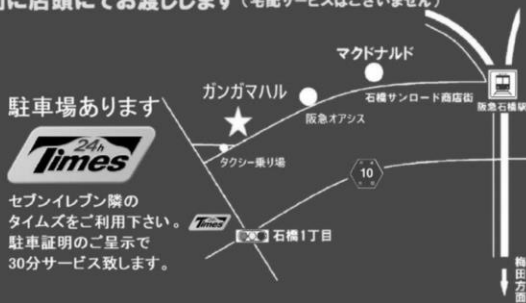 に店頭にてお渡しします（宅配サービスはございません）
マクドナルド
ガンガマハル
石橋サンロード商店街
阪急石橋駅
阪急オアシス
駐車場あります
タクシー乗り場
24h
Times
10
セブンイレブン隣の
タイムズをご利用下さい。
Times
駐車証明のご呈示で
石橋1丁目
30分サービス致します。
梅田方面